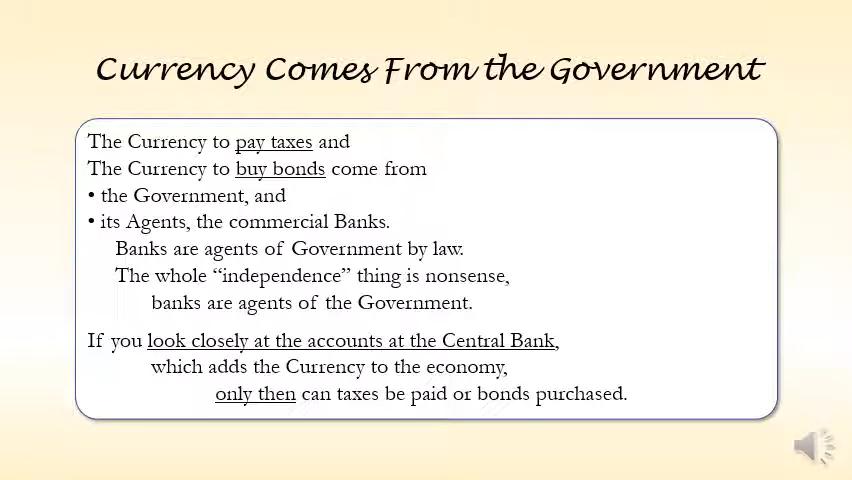 Currency Comes From the Government
The Currency to pay taxes and
The Currency to buy bonds come from
• the Government, and
• its Agents, the commercial Banks.
Banks are agents of Government by law.
The whole “independence” thing is nonsense,
banks are agents of the Government.
If you look closely at the accounts at the Central Bank,
which adds the Currency to the economy,
only then can taxes be paid or bonds purchased.